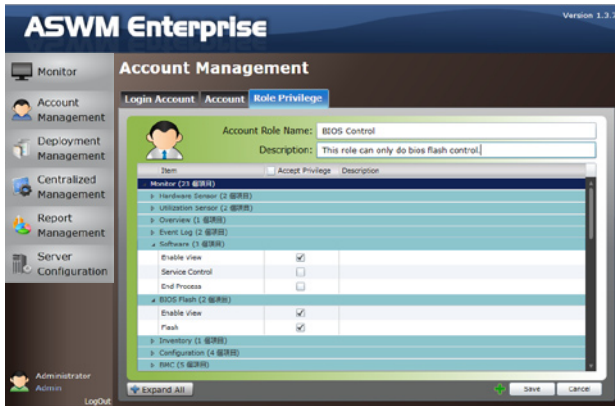 ASWM Enterprise
Version 1.3.
Monitor
Account
Management
Deployment
Management
Centralized
Management
Report
Management
Server
Configuration
Administrator
Admin
LogOut
Account Management
Login Account Account Role Privilege
Account Role Name: BIOS Control
Description: This role can only do bios flash control.
Item Accept Privilege Description
Monitor (23 個項目)
Hardware Sensor (2 個項目)
Utilization Sensor (2 個項目)
Overview (1 個項目)
Event Log (2 個項目)
Software (3 個項目)
Enable View
Service Control
End Process
BIOS Flash (2 個項目)
Enable View
Flash
Inventory (1 個項目)
Configuration (4 個項目)
BMC (5 個項目)
Expand All
Save Cancel